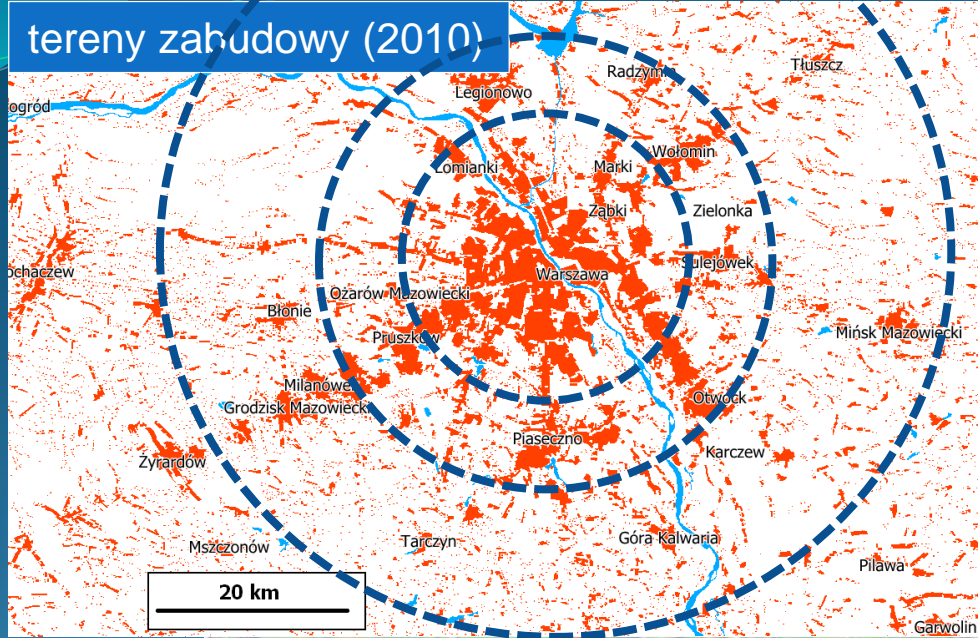 tereny zabudowy (2010)
Radzymin
Tłuszcz
Legionowo
ogród
Wołomin
Łomianki
Marki
Ząbki
Zielonka
Sulejówek
ochaczew
Warszawa
Ożarów Mazowiecki
Błonie
Mińsk Mazowiecki
Pruszków
Milanówek
Otwock
Grodzisk Mazowiecki
Piaseczno
Karczew
Żyrardów
Góra Kalwaria
Tarczyn
Mszczonów
Pilawa
20 km
Garwolin